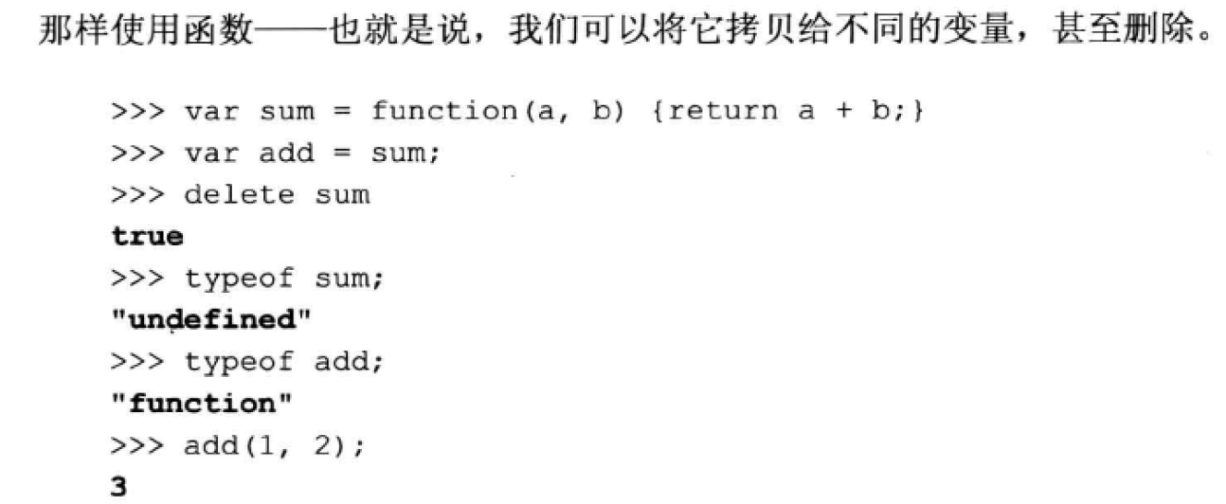 那样使用函数——也就是说，我们可以将它拷贝给不同的变量，甚至删除。
>>> var sum = function(a, b) {return a + b;}
>>> var add = sum;
>>> delete sum
true
>>> typeof sum;
"undefined"
>>> typeof add;
"function"
>>> add(1, 2);
3